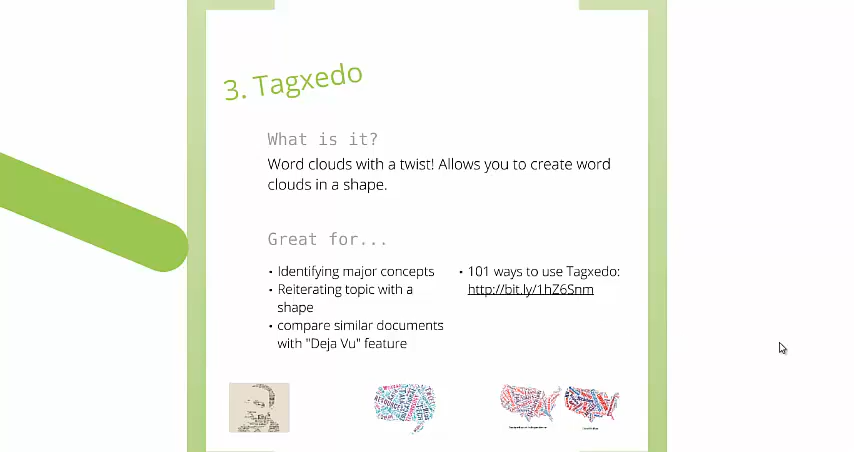 3. Tagxedo
What is it?
Word clouds with a twist! Allows you to create word
clouds in a shape.
Great for...
• Identifying major concepts
• Reiterating topic with a
shape
• compare similar documents
with "Deja Vu" feature
• 101 ways to use Tagxedo:
http://bit.ly/1hZ6Snm
RESOURCES